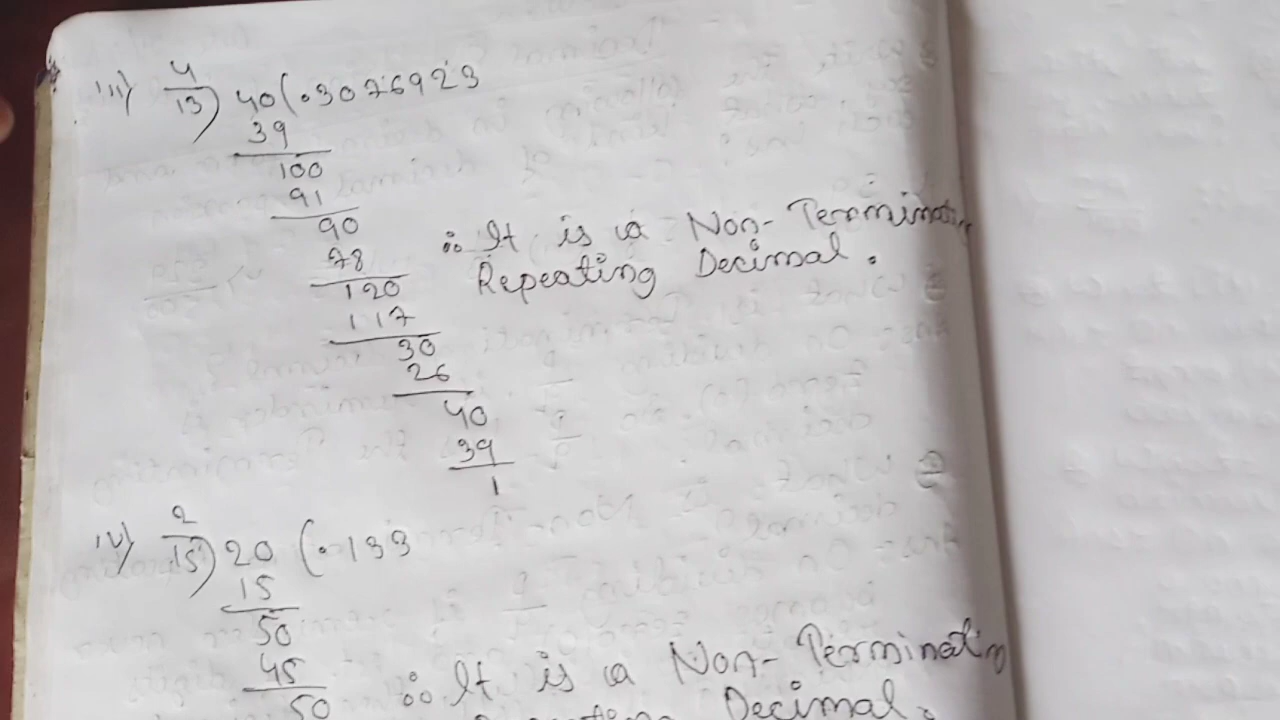 iii) 4/13) 40(.3076923
39
100
91
90
78
120
117
30
26
40
39
1
∴ It is a Non-Terminating
Repeating Decimal.
iv) 2/15) 20 (.133
15
50
45
50
∴ It is a Non-Terminating
Decimal.